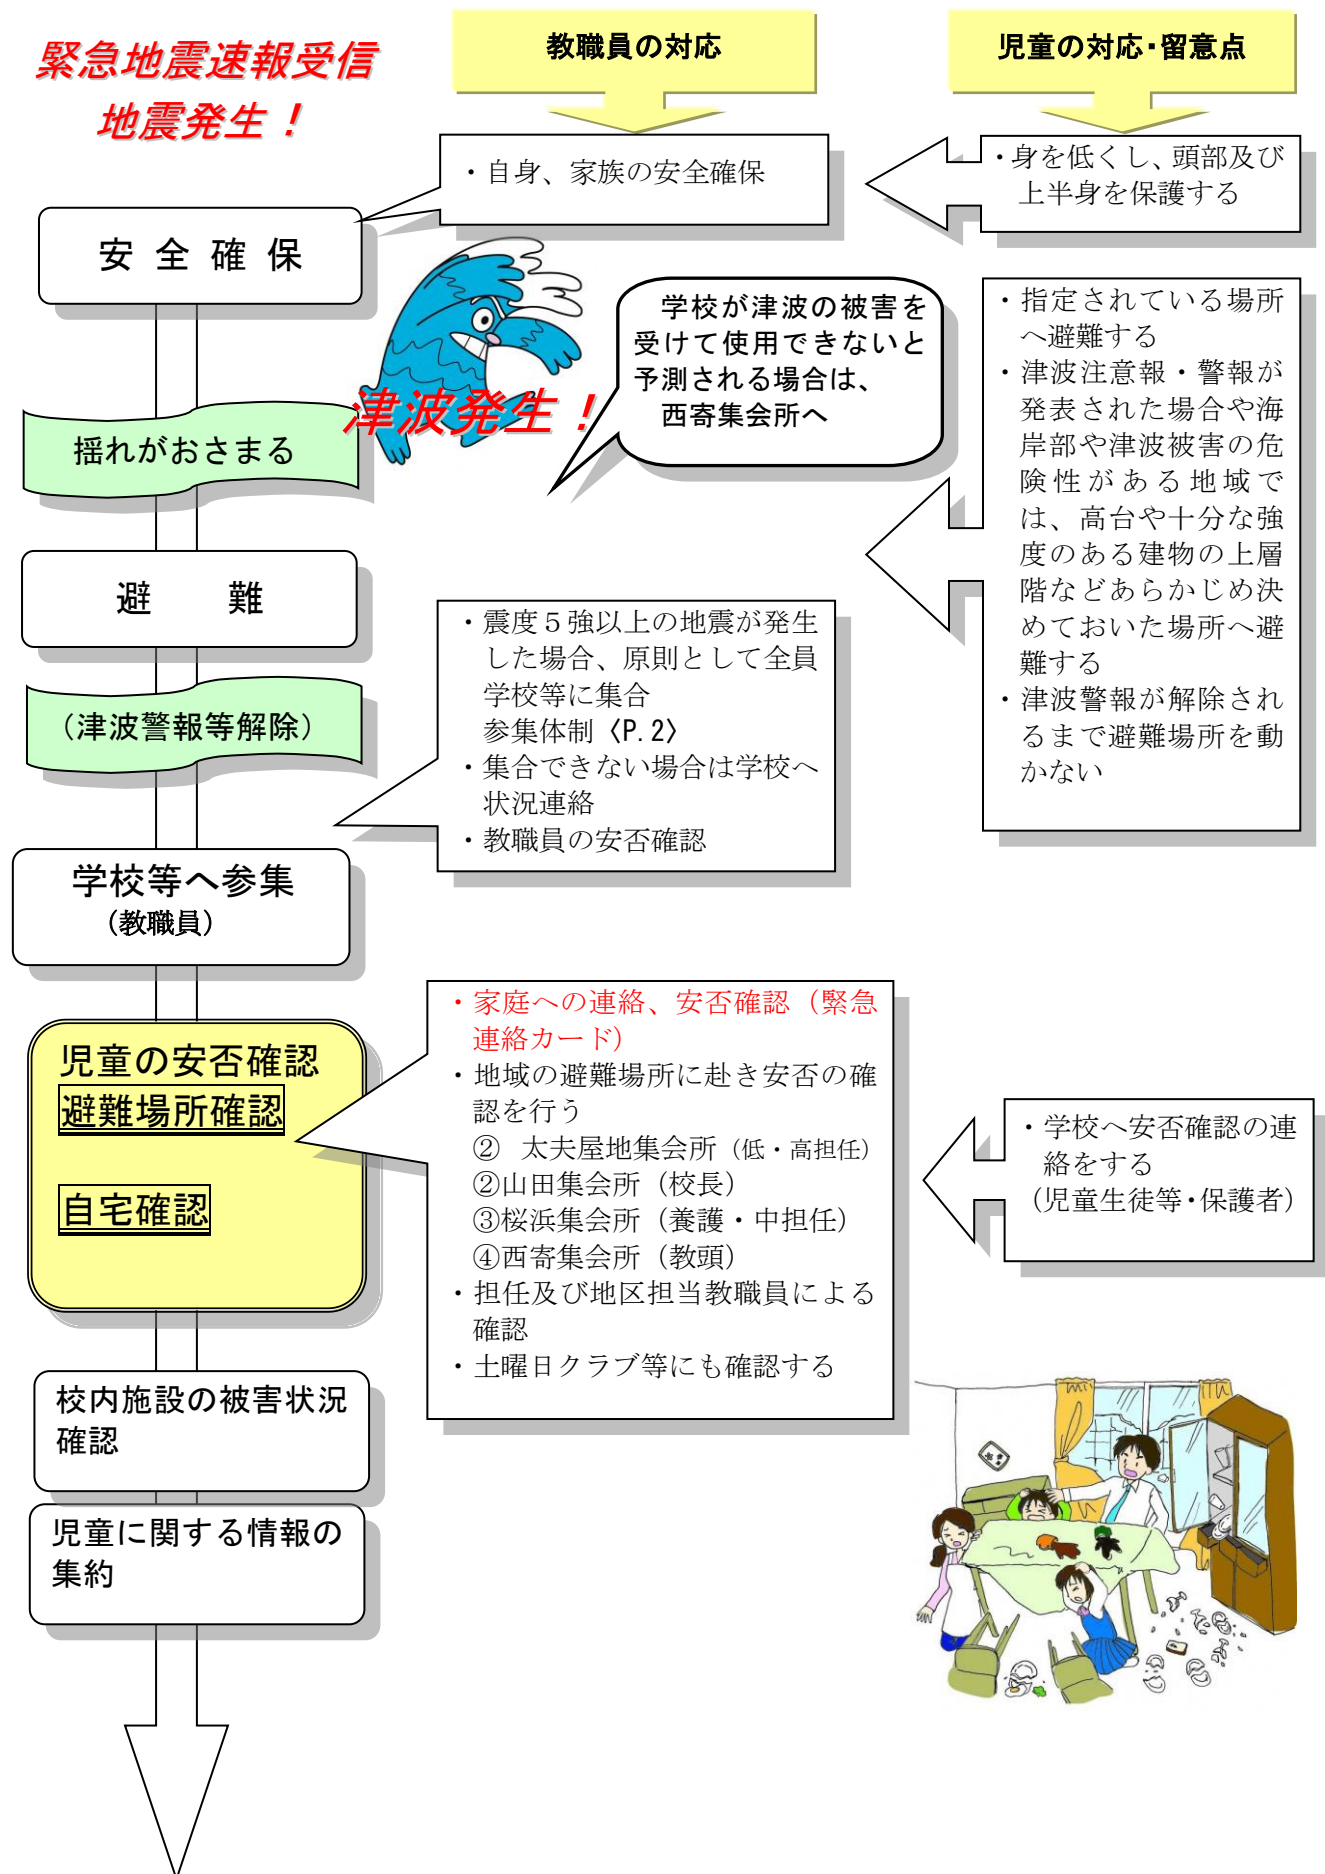 緊急地震速報受信
地震発生！
教職員の対応
児童の対応・留意点
・自身、家族の安全確保
・身を低くし、頭部及び
上半身を保護する
安 全 確 保
学校が津波の被害を
受けて使用できないと
予測される場合は、
西寄集会所へ
津波発生！
・指定されている場所
へ避難する
・津波注意報・警報が
発表された場合や海
岸部や津波被害の危
険性がある地域で
は、高台や十分な強
度のある建物の上層
階などあらかじめ決
めておいた場所へ避
難する
・津波警報が解除され
るまで避難場所を動
かない
揺れがおさまる
避　　難
・震度５強以上の地震が発生
した場合、原則として全員
学校等に集合
参集体制〈P.2〉
・集合できない場合は学校へ
状況連絡
・教職員の安否確認
（津波警報等解除）
学校等へ参集
（教職員）
児童の安否確認
避難場所確認
自宅確認
・家庭への連絡、安否確認（緊急
連絡カード）
・地域の避難場所に赴き安否の確
認を行う
②　太夫屋地集会所（低・高担任）
②山田集会所（校長）
③桜浜集会所（養護・中担任）
④西寄集会所（教頭）
・担任及び地区担当教職員による
確認
・土曜日クラブ等にも確認する
・学校へ安否確認の連
絡をする
（児童生徒等・保護者）
校内施設の被害状況
確認
児童に関する情報の
集約